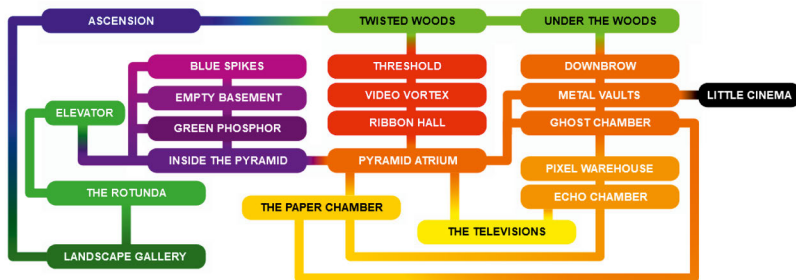 ASCENSION
TWISTED WOODS
UNDER THE WOODS
BLUE SPIKES
THRESHOLD
DOWNBROW
EMPTY BASEMENT
VIDEO VORTEX
METAL VAULTS
LITTLE CINEMA
ELEVATOR
GREEN PHOSPHOR
RIBBON HALL
GHOST CHAMBER
INSIDE THE PYRAMID
PYRAMID ATRIUM
PIXEL WAREHOUSE
THE ROTUNDA
THE PAPER CHAMBER
ECHO CHAMBER
THE TELEVISIONS
LANDSCAPE GALLERY